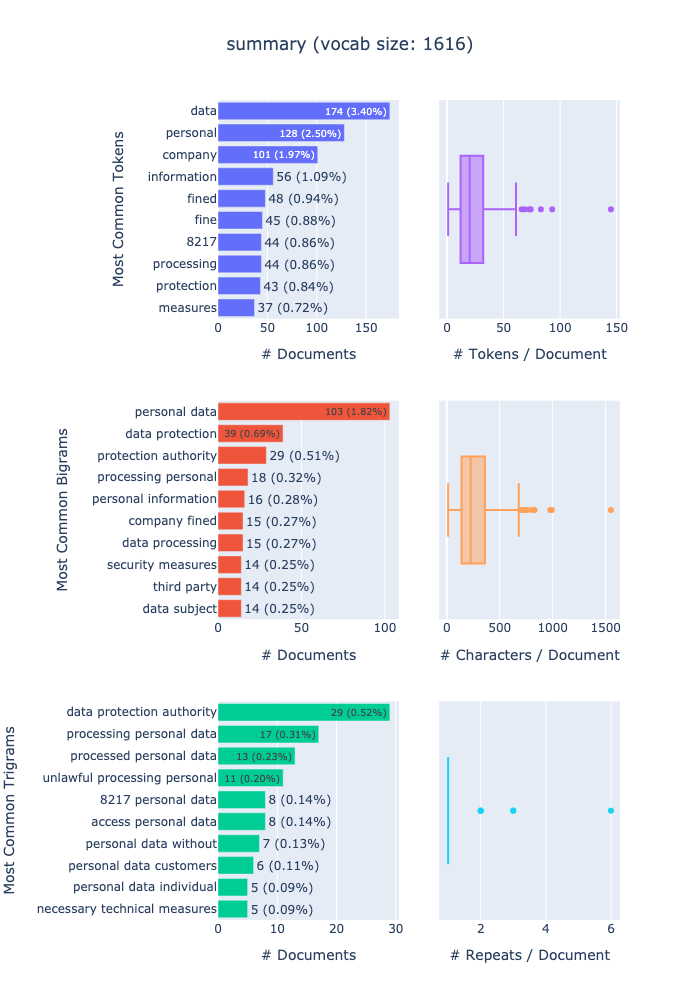 summary (vocab size: 1616)
Most Common Tokens
data 174 (3.40%)
personal 128 (2.50%)
company 101 (1.97%)
information 56 (1.09%)
fined 48 (0.94%)
fine 45 (0.88%)
8217 44 (0.86%)
processing 44 (0.86%)
protection 43 (0.84%)
measures 37 (0.72%)
0 50 100 150
# Documents
0 50 100 150
# Tokens / Document
Most Common Bigrams
personal data 103 (1.82%)
data protection 39 (0.69%)
protection authority 29 (0.51%)
processing personal 18 (0.32%)
personal information 16 (0.28%)
company fined 15 (0.27%)
data processing 15 (0.27%)
security measures 14 (0.25%)
third party 14 (0.25%)
data subject 14 (0.25%)
0 50 100
# Documents
0 500 1000 1500
# Characters / Document
Most Common Trigrams
data protection authority 29 (0.52%)
processing personal data 17 (0.31%)
processed personal data 13 (0.23%)
unlawful processing personal 11 (0.20%)
8217 personal data 8 (0.14%)
access personal data 8 (0.14%)
personal data without 7 (0.13%)
personal data customers 6 (0.11%)
personal data individual 5 (0.09%)
necessary technical measures 5 (0.09%)
0 10 20 30
# Documents
2 4 6
# Repeats / Document